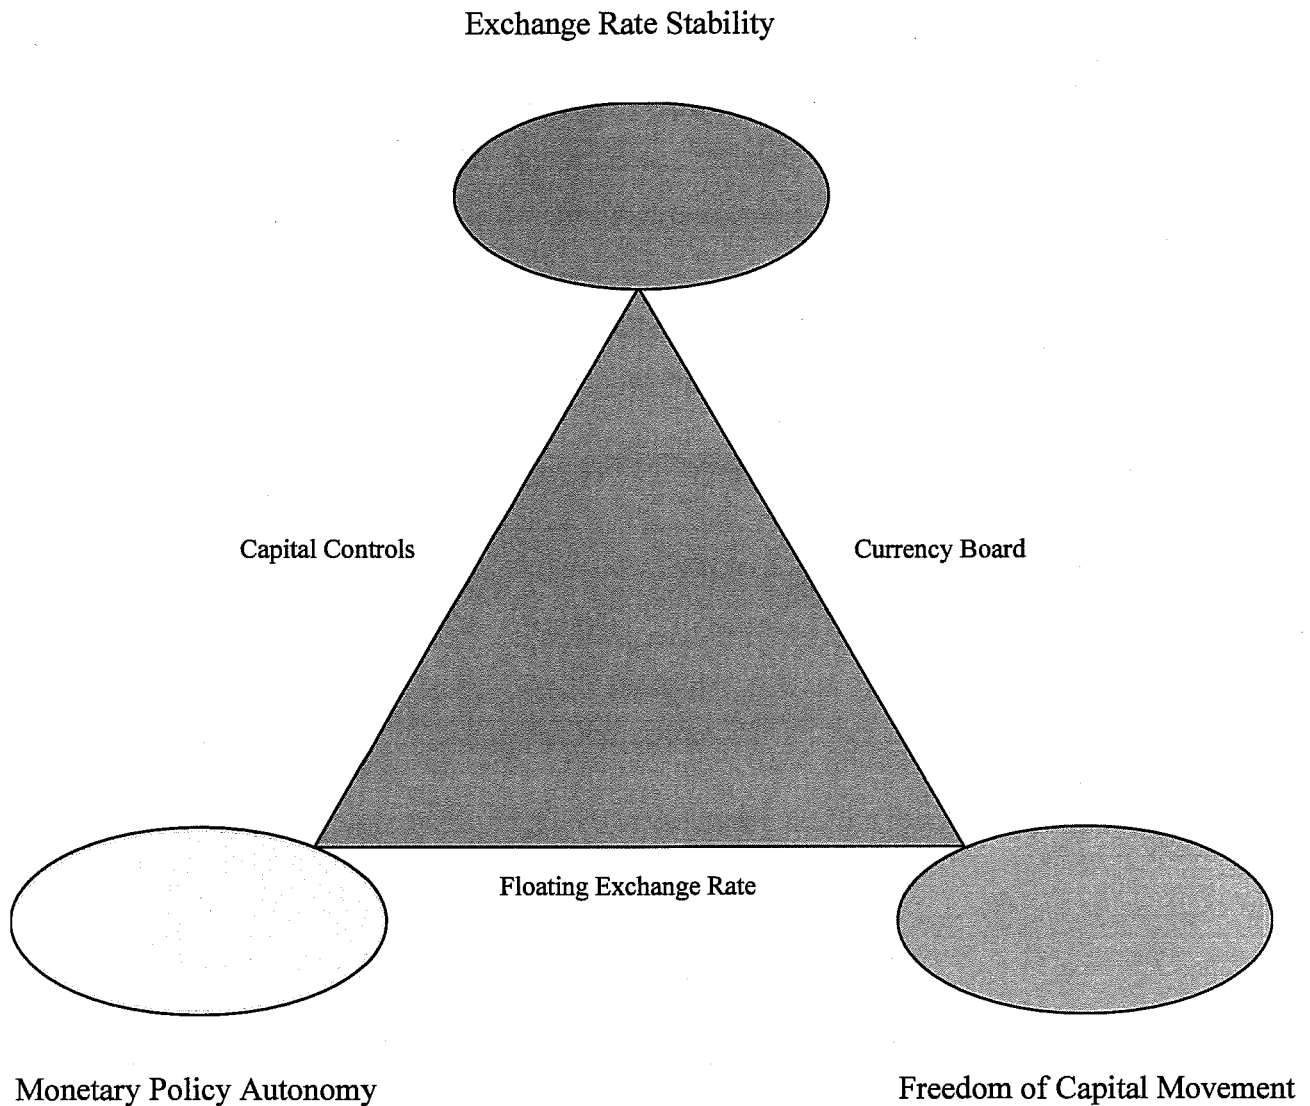 Exchange Rate Stability
Capital Controls
Currency Board
Floating Exchange Rate
Monetary Policy Autonomy
Freedom of Capital Movement